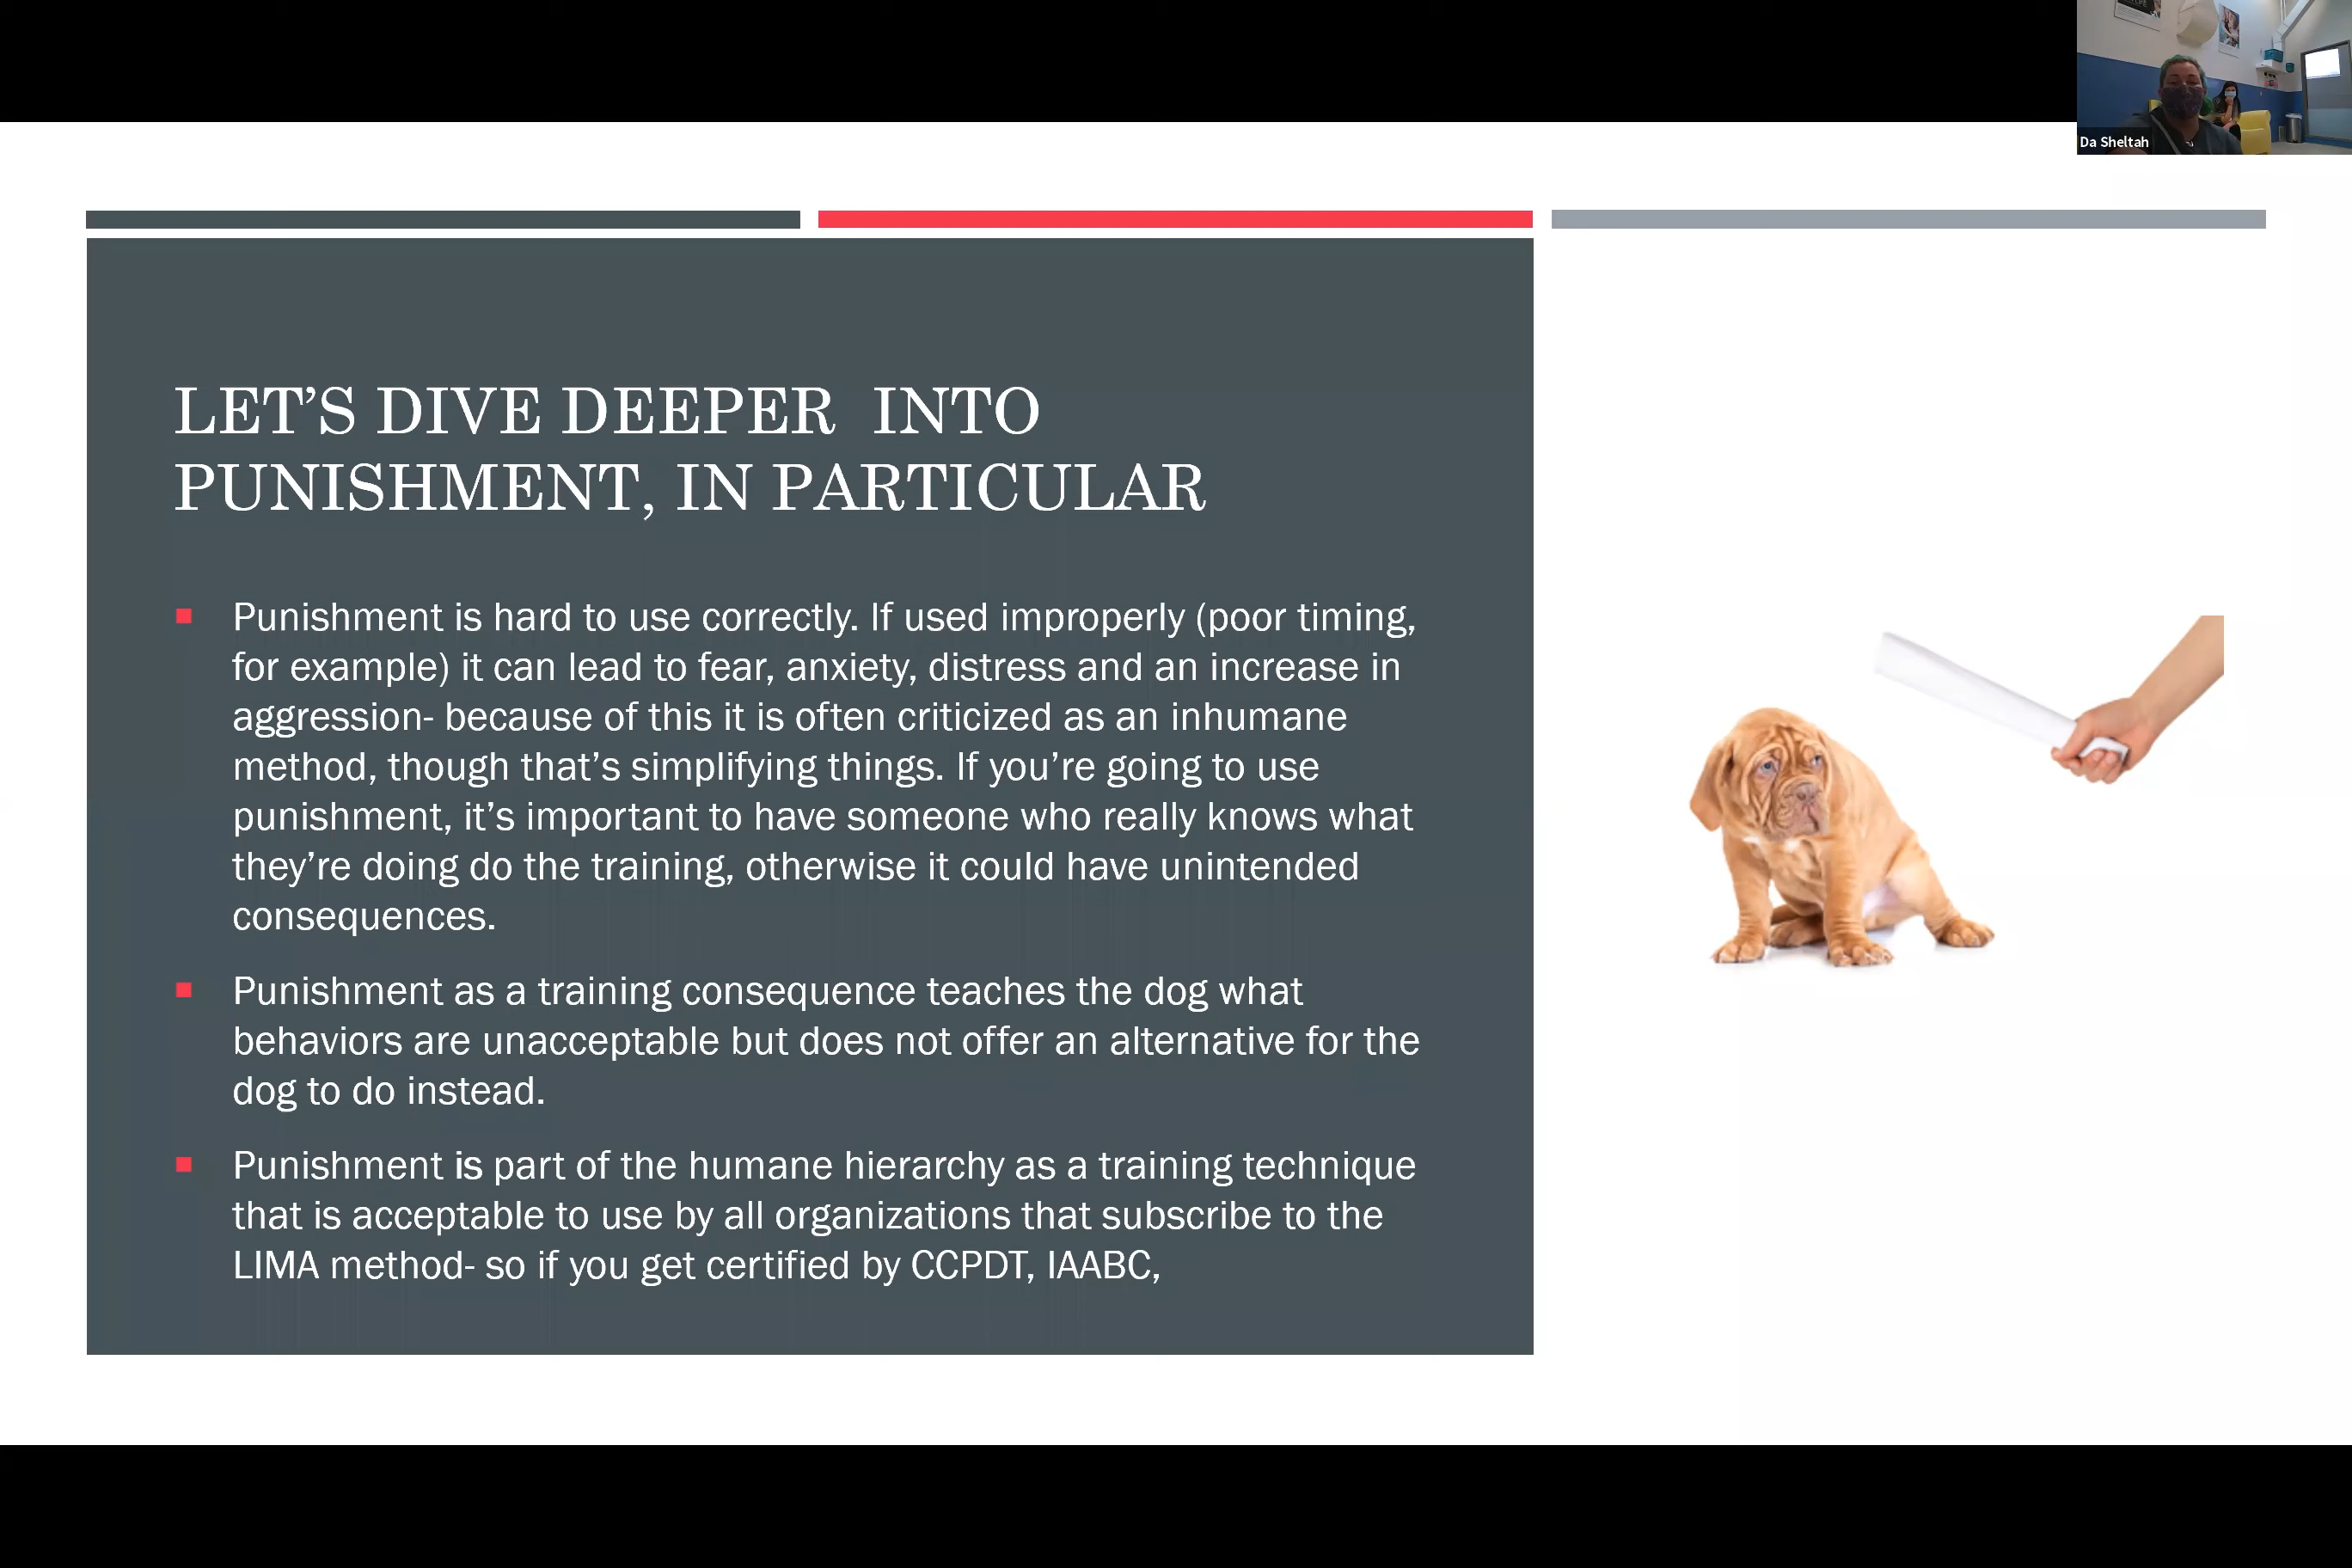 Da Sheltah
LET’S DIVE DEEPER INTO
PUNISHMENT, IN PARTICULAR
Punishment is hard to use correctly. If used improperly (poor timing,
for example) it can lead to fear, anxiety, distress and an increase in
aggression- because of this it is often criticized as an inhumane
method, though that’s simplifying things. If you’re going to use
punishment, it’s important to have someone who really knows what
they’re doing do the training, otherwise it could have unintended
consequences.
Punishment as a training consequence teaches the dog what
behaviors are unacceptable but does not offer an alternative for the
dog to do instead.
Punishment is part of the humane hierarchy as a training technique
that is acceptable to use by all organizations that subscribe to the
LIMA method- so if you get certified by CCPDT, IAABC,